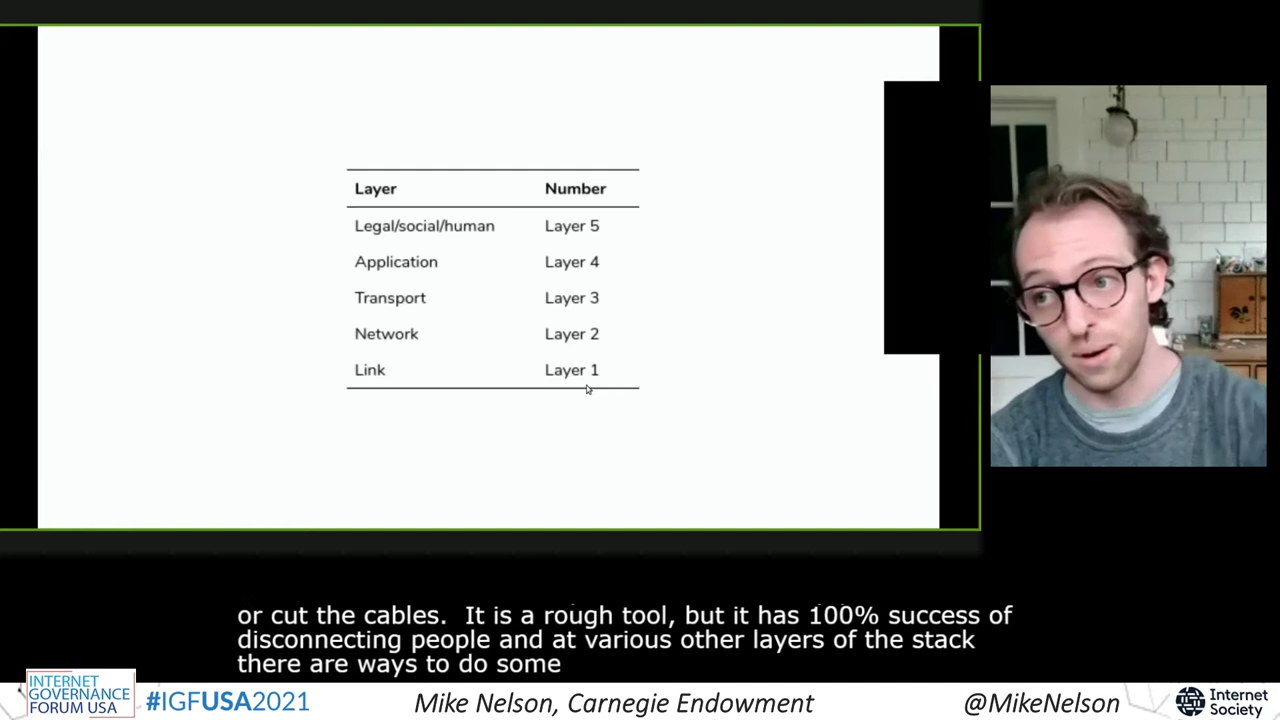 Layer Number
Legal/social/human Layer 5
Application Layer 4
Transport Layer 3
Network Layer 2
Link Layer 1
or cut the cables.  It is a rough tool, but it has 100% success of
disconnecting people and at various other layers of the stack
there are ways to do some
INTERNET
GOVERNANCE
FORUM USA
#IGFUSA2021
Mike Nelson, Carnegie Endowment
@MikeNelson
Internet
Society